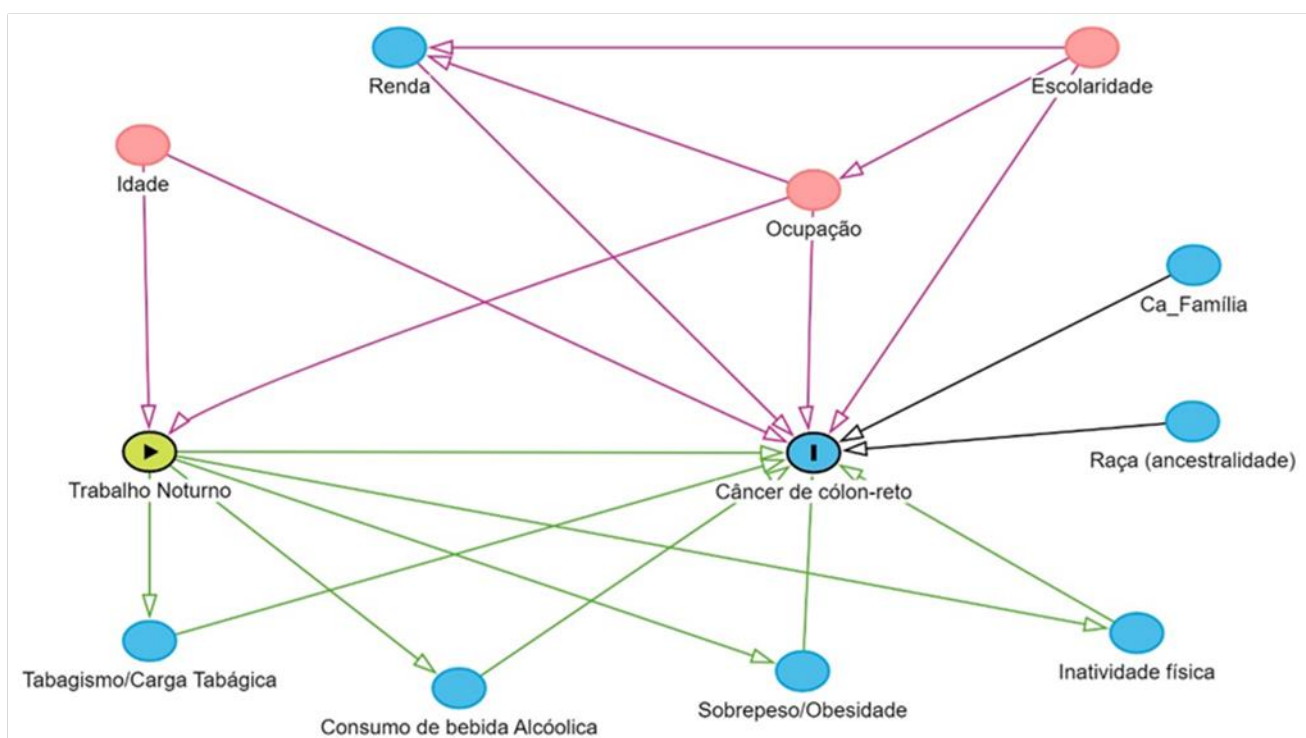 Renda
Escolaridade
Idade
Ocupação
Ca_Família
Raça (ancestralidade)
Trabalho Noturno
Câncer de cólon-reto
Tabagismo/Carga Tabágica
Consumo de bebida Alcóolica
Sobrepeso/Obesidade
Inatividade física